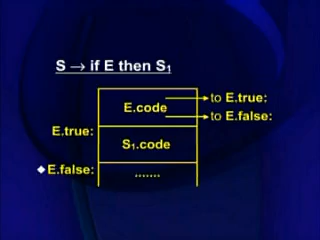 S → if E then S₁
E.code
to E.true:
to E.false:
E.true:
S₁.code
E.false:
.......